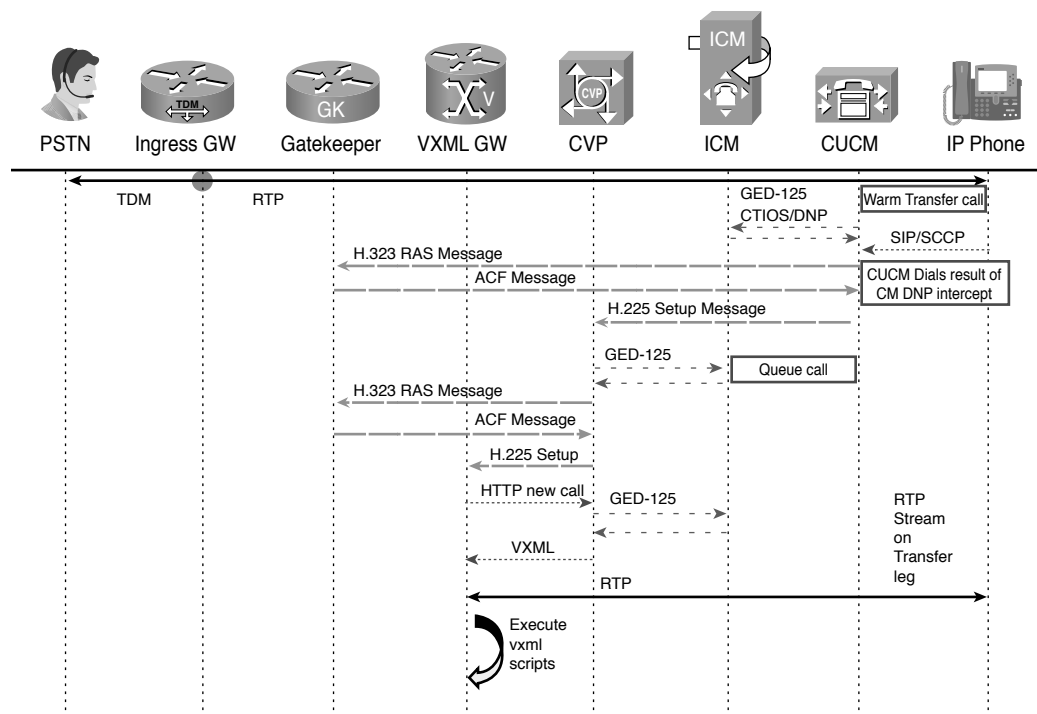 ICM
TDM
GK
V
CVP
PSTN
Ingress GW
Gatekeeper
VXML GW
CVP
ICM
CUCM
IP Phone
TDM
RTP
GED-125
CTIOS/DNP
Warm Transfer call
SIP/SCCP
H.323 RAS Message
ACF Message
CUCM Dials result of
CM DNP intercept
H.225 Setup Message
GED-125
Queue call
H.323 RAS Message
ACF Message
H.225 Setup
HTTP new call
GED-125
RTP
Stream
on
Transfer
leg
VXML
RTP
Execute
vxml
scripts